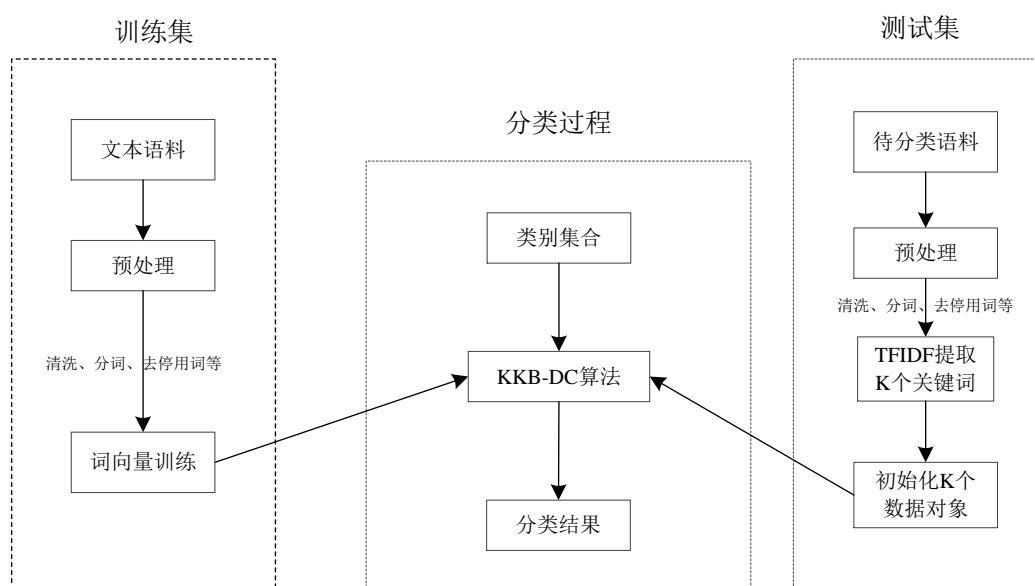 训练集
文本语料
预处理
清洗、分词、去停用词等
词向量训练
分类过程
类别集合
KKB-DC算法
分类结果
测试集
待分类语料
预处理
清洗、分词、去停用词等
TFIDF提取
K个关键词
初始化K个
数据对象